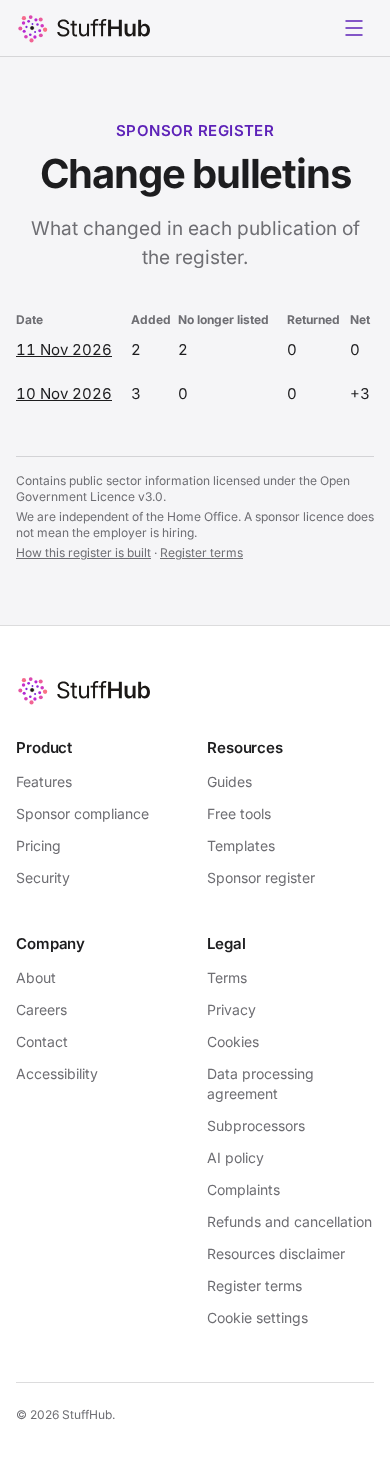 StuffHub
SPONSOR REGISTER
Change bulletins
What changed in each publication of
the register.
Date Added No longer listed Returned Net
11 Nov 2026 2 2 0 0
10 Nov 2026 3 0 0 +3
Contains public sector information licensed under the Open
Government Licence v3.0.
We are independent of the Home Office. A sponsor licence does
not mean the employer is hiring.
How this register is built · Register terms
StuffHub
Product
Features
Sponsor compliance
Pricing
Security
Resources
Guides
Free tools
Templates
Sponsor register
Company
About
Careers
Contact
Accessibility
Legal
Terms
Privacy
Cookies
Data processing
agreement
Subprocessors
AI policy
Complaints
Refunds and cancellation
Resources disclaimer
Register terms
Cookie settings
© 2026 StuffHub.